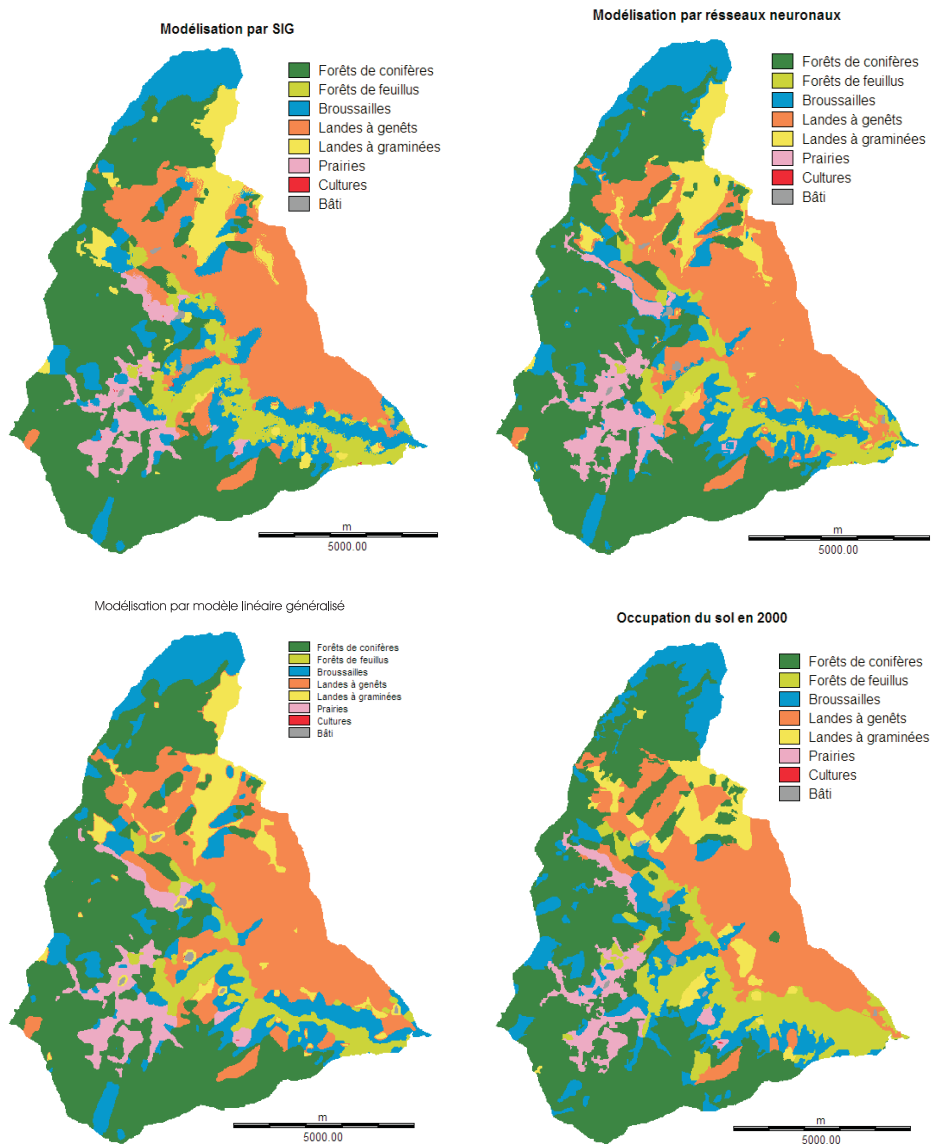 Modélisation par SIG
Forêts de conifères
Forêts de feuillus
Broussailles
Landes à genêts
Landes à graminées
Prairies
Cultures
Bâti
m
5000.00
Modélisation par résseaux neuronaux
Forêts de conifères
Forêts de feuillus
Broussailles
Landes à genêts
Landes à graminées
Prairies
Cultures
Bâti
m
5000.00
Modélisation par modèle linéaire généralisé
Forêts de conifères
Forêts de feuillus
Broussailles
Landes à genêts
Landes à graminées
Prairies
Cultures
Bâti
m
5000.00
Occupation du sol en 2000
Forêts de conifères
Forêts de feuillus
Broussailles
Landes à genêts
Landes à graminées
Prairies
Cultures
Bâti
m
5000.00